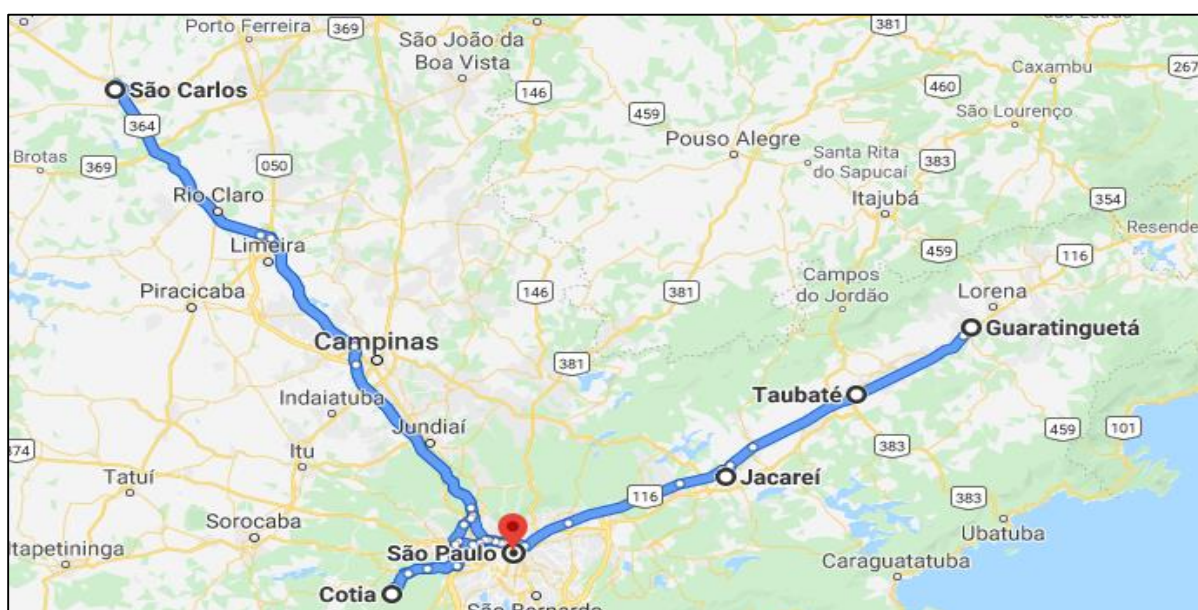 Porto Ferreira
369
São João da
Boa Vista
381
Caxambu
267
São Carlos
146
460
São Lourenço
364
459
Pouso Alegre
Brotas
369
050
Santa Rita
do Sapucaí
383
Rio Claro
Itajubá
354
Resende
Limeira
459
116
Piracicaba
146
381
Campos
do Jordão
Lorena
Guaratinguetá
Campinas
381
Taubaté
Indaiatuba
Jundiaí
459
101
374
Itu
383
Tatuí
Jacareí
116
383
Sorocaba
Ubatuba
Itapetininga
São Paulo
Caraguatatuba
Cotia
São Bernardo